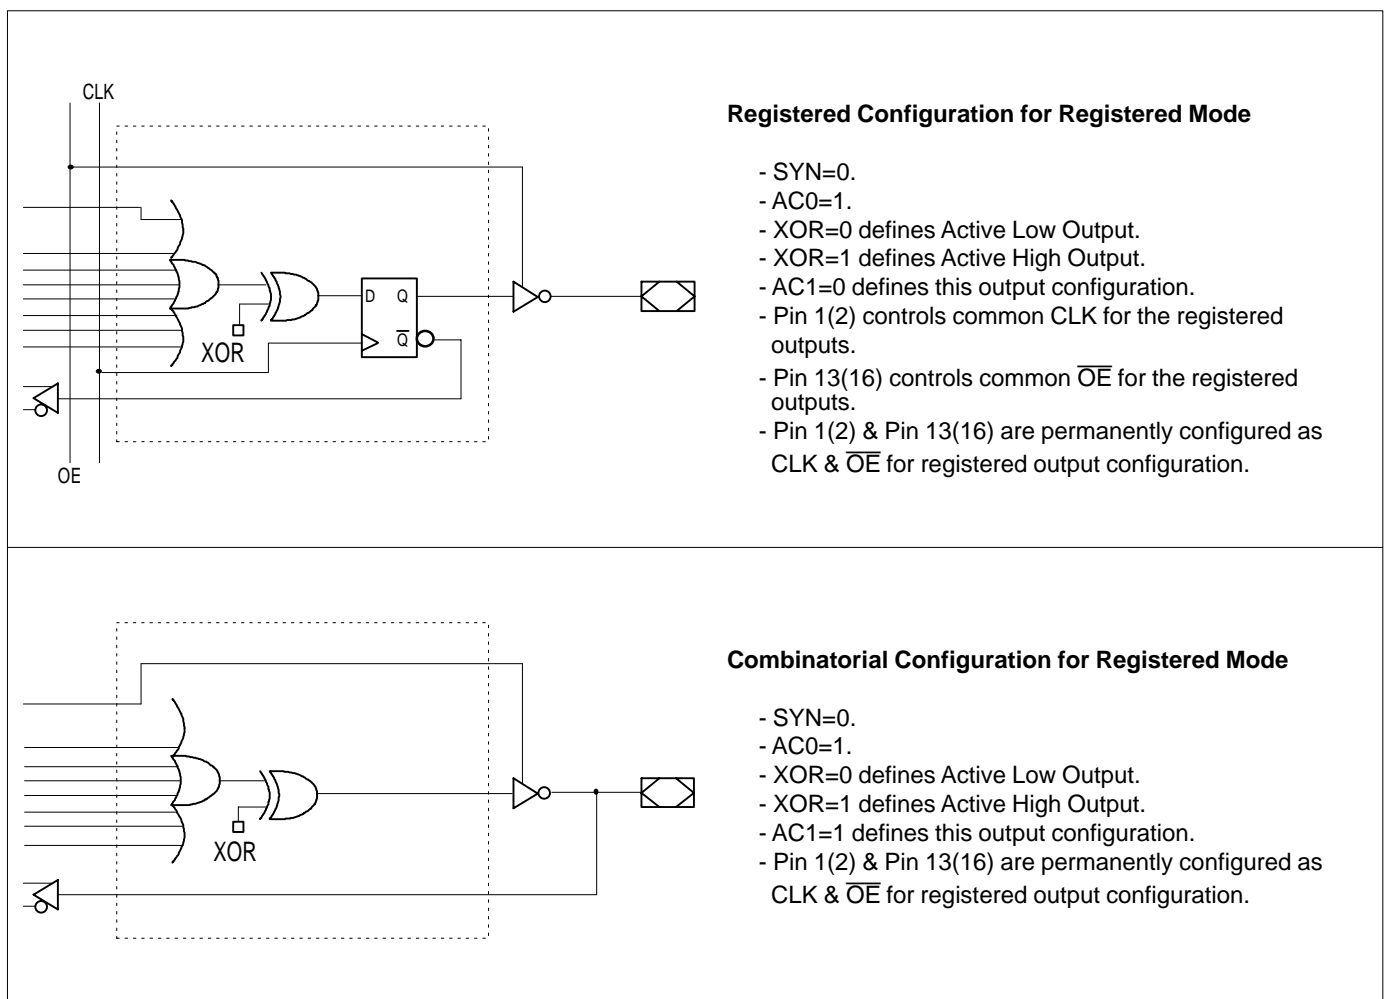 CLK
D Q
Q̅
XOR
OE
Registered Configuration for Registered Mode
- SYN=0.
- AC0=1.
- XOR=0 defines Active Low Output.
- XOR=1 defines Active High Output.
- AC1=0 defines this output configuration.
- Pin 1(2) controls common CLK for the registered
outputs.
- Pin 13(16) controls common O̅E̅ for the registered
outputs.
- Pin 1(2) & Pin 13(16) are permanently configured as
CLK & O̅E̅ for registered output configuration.
XOR
Combinatorial Configuration for Registered Mode
- SYN=0.
- AC0=1.
- XOR=0 defines Active Low Output.
- XOR=1 defines Active High Output.
- AC1=1 defines this output configuration.
- Pin 1(2) & Pin 13(16) are permanently configured as
CLK & O̅E̅ for registered output configuration.